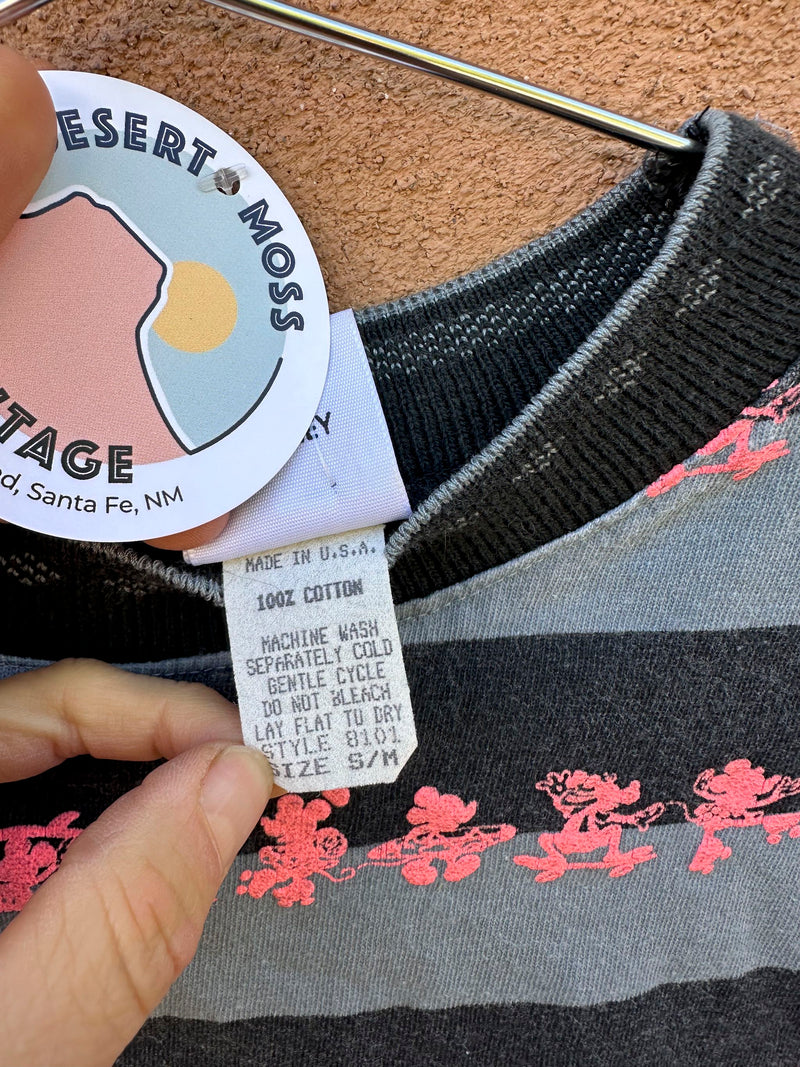 DESERT MOSS
TAGE
d, Santa Fe, NM
EY
MADE IN U.S.A.
100% COTTON
MACHINE WASH
SEPARATELY COLD
GENTLE CYCLE
DO NOT BLEACH
LAY FLAT TO DRY
STYLE 8101
SIZE S/M